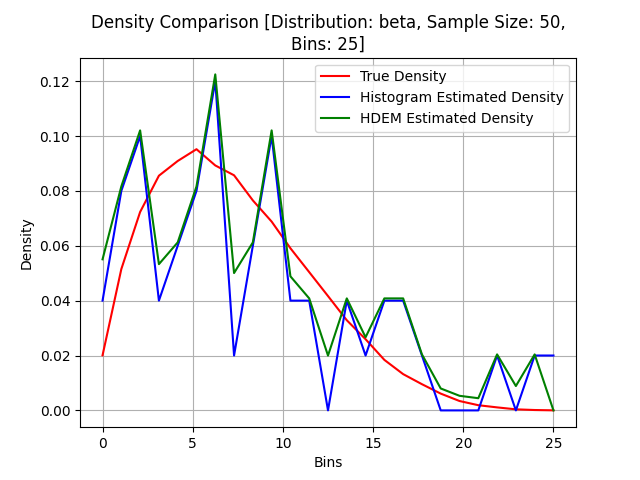 Density Comparison [Distribution: beta, Sample Size: 50,
Bins: 25]
True Density
Histogram Estimated Density
HDEM Estimated Density
Density
0.12
0.10
0.08
0.06
0.04
0.02
0.00
0
5
10
15
20
25
Bins